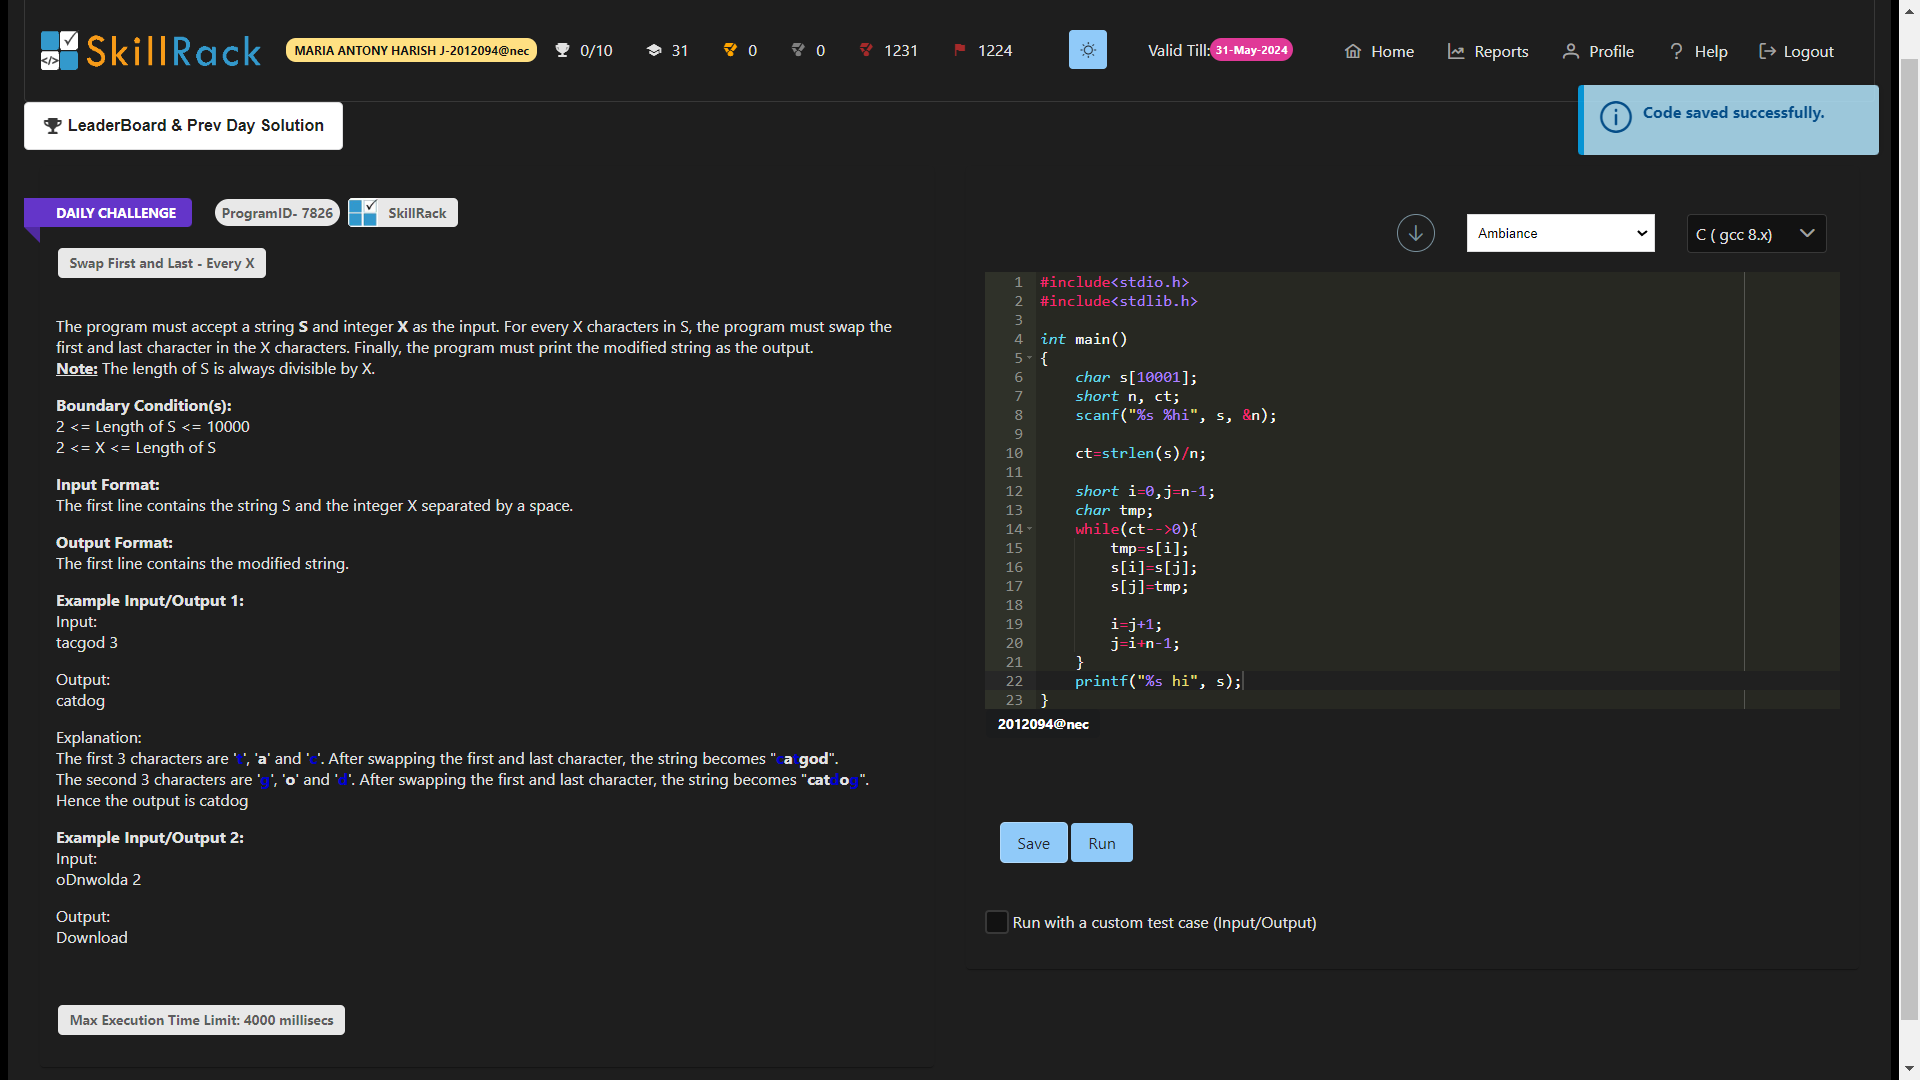 SkillRack
MARIA ANTONY HARISH J-2012094@nec
0/10
31
0
0
1231
1224
Valid Till: 31-May-2024
Home
Reports
Profile
Help
Logout
Code saved successfully.
LeaderBoard & Prev Day Solution
DAILY CHALLENGE
ProgramID- 7826
SkillRack
Swap First and Last - Every X
The program must accept a string S and integer X as the input. For every X characters in S, the program must swap the
first and last character in the X characters. Finally, the program must print the modified string as the output.
Note: The length of S is always divisible by X.
Boundary Condition(s):
2 <= Length of S <= 10000
2 <= X <= Length of S
Input Format:
The first line contains the string S and the integer X separated by a space.
Output Format:
The first line contains the modified string.
Example Input/Output 1:
Input:
tacgod 3
Output:
catdog
Explanation:
The first 3 characters are 't', 'a' and 'c'. After swapping the first and last character, the string becomes "catgod".
The second 3 characters are 'g', 'o' and 'd'. After swapping the first and last character, the string becomes "catdog".
Hence the output is catdog
Example Input/Output 2:
Input:
oDnwolda 2
Output:
Download
Max Execution Time Limit: 4000 millisecs
Ambiance
C ( gcc 8.x)
1 #include<stdio.h>
2 #include<stdlib.h>
3
4 int main()
5 {
6 char s[10001];
7 short n, ct;
8 scanf("%s %hi", s, &n);
9
10 ct=strlen(s)/n;
11
12 short i=0,j=n-1;
13 char tmp;
14 while(ct-->0){
15 tmp=s[i];
16 s[i]=s[j];
17 s[j]=tmp;
18
19 i=j+1;
20 j=i+n-1;
21 }
22 printf("%s hi", s);
23 }
2012094@nec
Save
Run
Run with a custom test case (Input/Output)